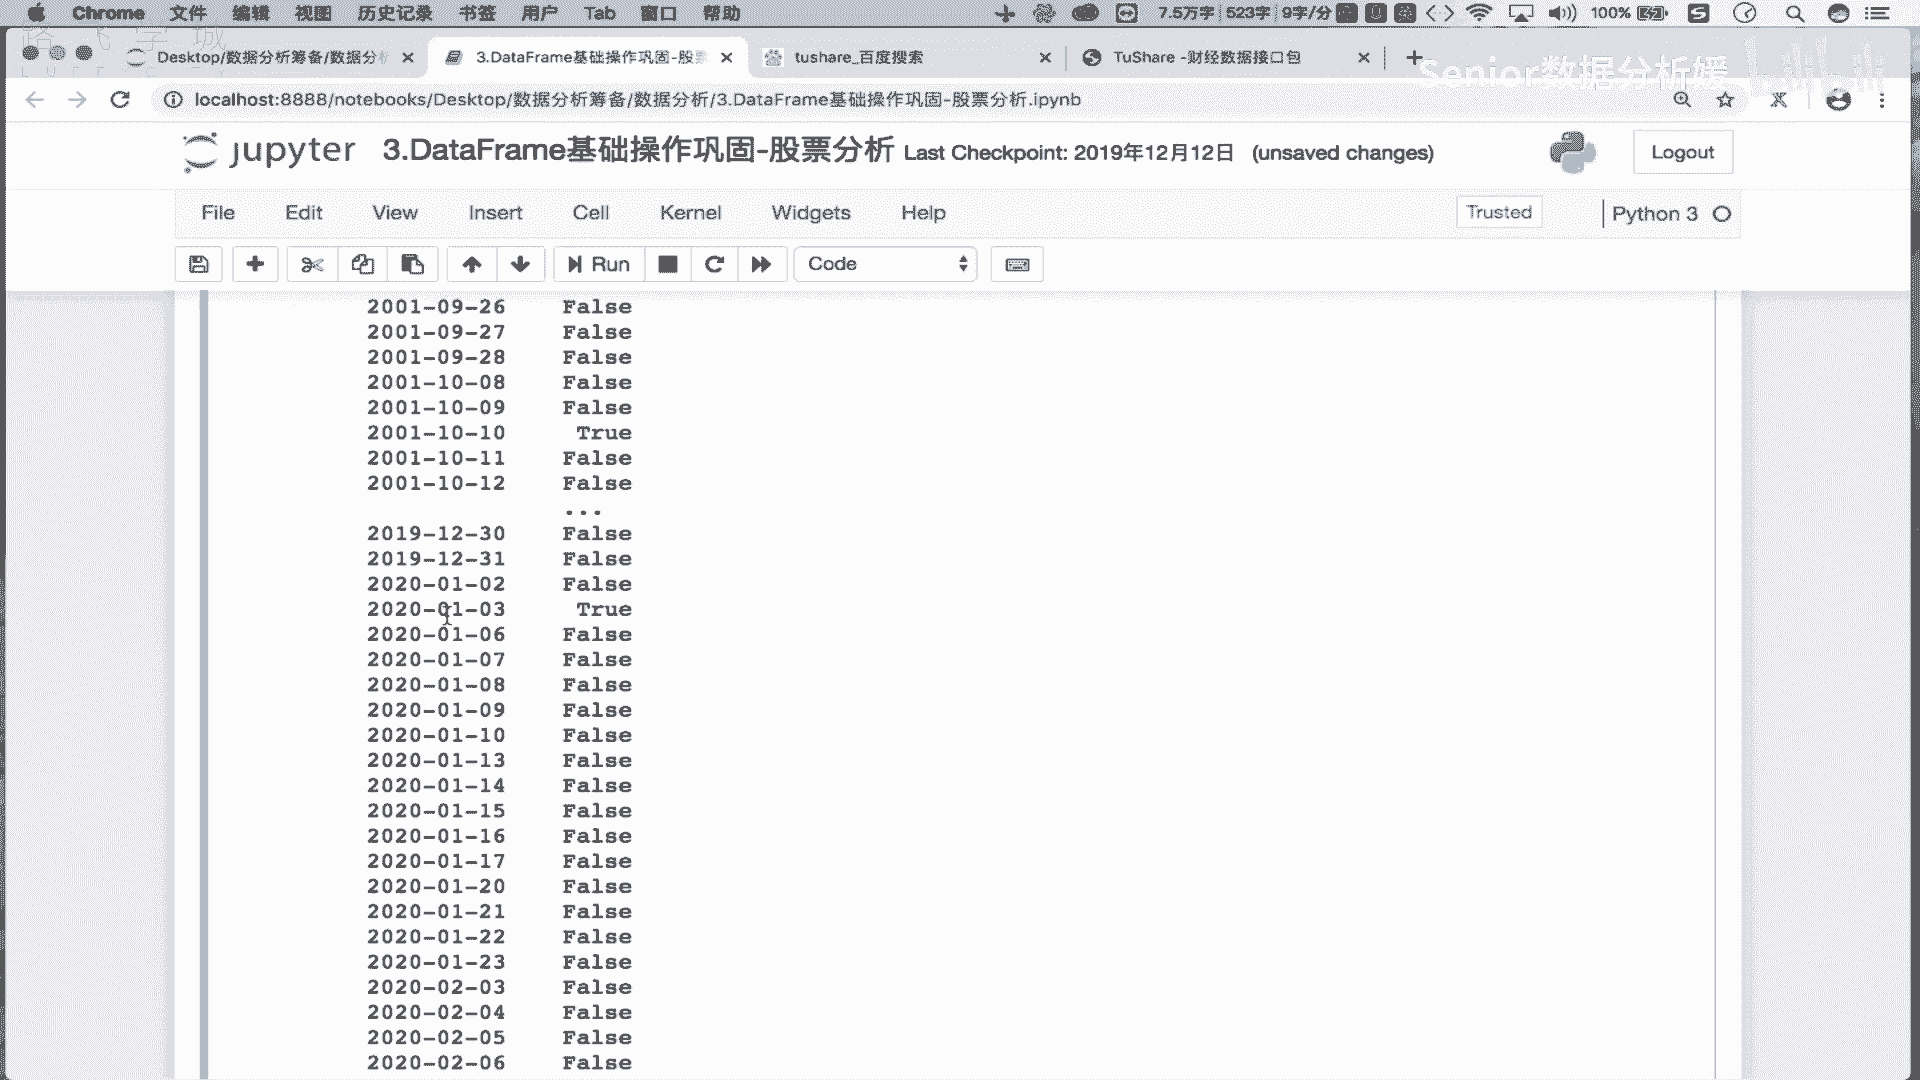 Chrome 文件 编辑 视图 历史记录 书签 用户 Tab 窗口 帮助 7.5万字 523字 9字/分 100%
Desktop/数据分析筹备/数据分析 3.DataFrame基础操作巩固-股票 tushare_百度搜索 TuShare -财经数据接口包
Senior数据分析媛 bilibili
localhost:8888/notebooks/Desktop/数据分析筹备/数据分析/3.DataFrame基础操作巩固-股票分析.ipynb
jupyter 3.DataFrame基础操作巩固-股票分析 Last Checkpoint: 2019年12月12日 (unsaved changes) Logout
File Edit View Insert Cell Kernel Widgets Help Trusted Python 3
Run Code
2001-09-26 False
2001-09-27 False
2001-09-28 False
2001-10-08 False
2001-10-09 False
2001-10-10 True
2001-10-11 False
2001-10-12 False
...
2019-12-30 False
2019-12-31 False
2020-01-02 False
2020-01-03 True
2020-01-06 False
2020-01-07 False
2020-01-08 False
2020-01-09 False
2020-01-10 False
2020-01-13 False
2020-01-14 False
2020-01-15 False
2020-01-16 False
2020-01-17 False
2020-01-20 False
2020-01-21 False
2020-01-22 False
2020-01-23 False
2020-02-03 False
2020-02-04 False
2020-02-05 False
2020-02-06 False